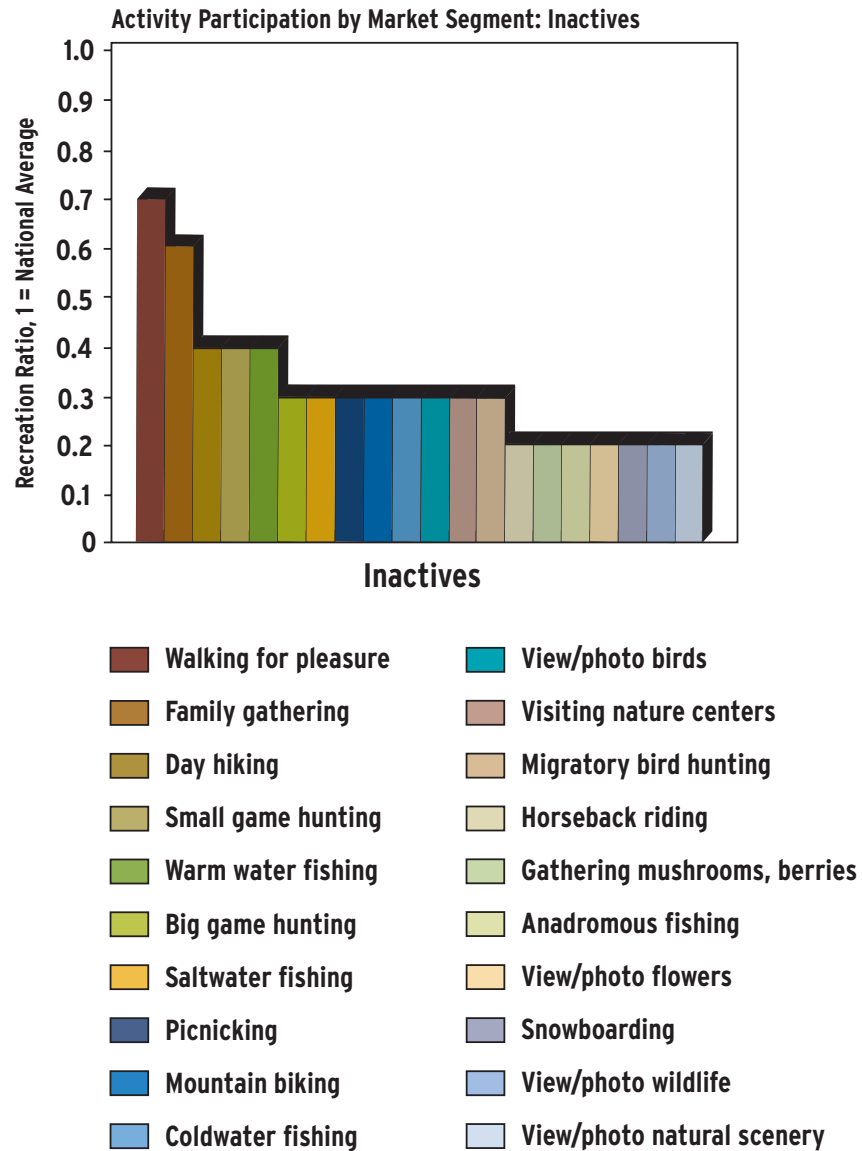 Activity Participation by Market Segment: Inactives
Recreation Ratio, 1 = National Average
1.0
0.9
0.8
0.7
0.6
0.5
0.4
0.3
0.2
0.1
0
Inactives
Walking for pleasure
Family gathering
Day hiking
Small game hunting
Warm water fishing
Big game hunting
Saltwater fishing
Picnicking
Mountain biking
Coldwater fishing
View/photo birds
Visiting nature centers
Migratory bird hunting
Horseback riding
Gathering mushrooms, berries
Anadromous fishing
View/photo flowers
Snowboarding
View/photo wildlife
View/photo natural scenery